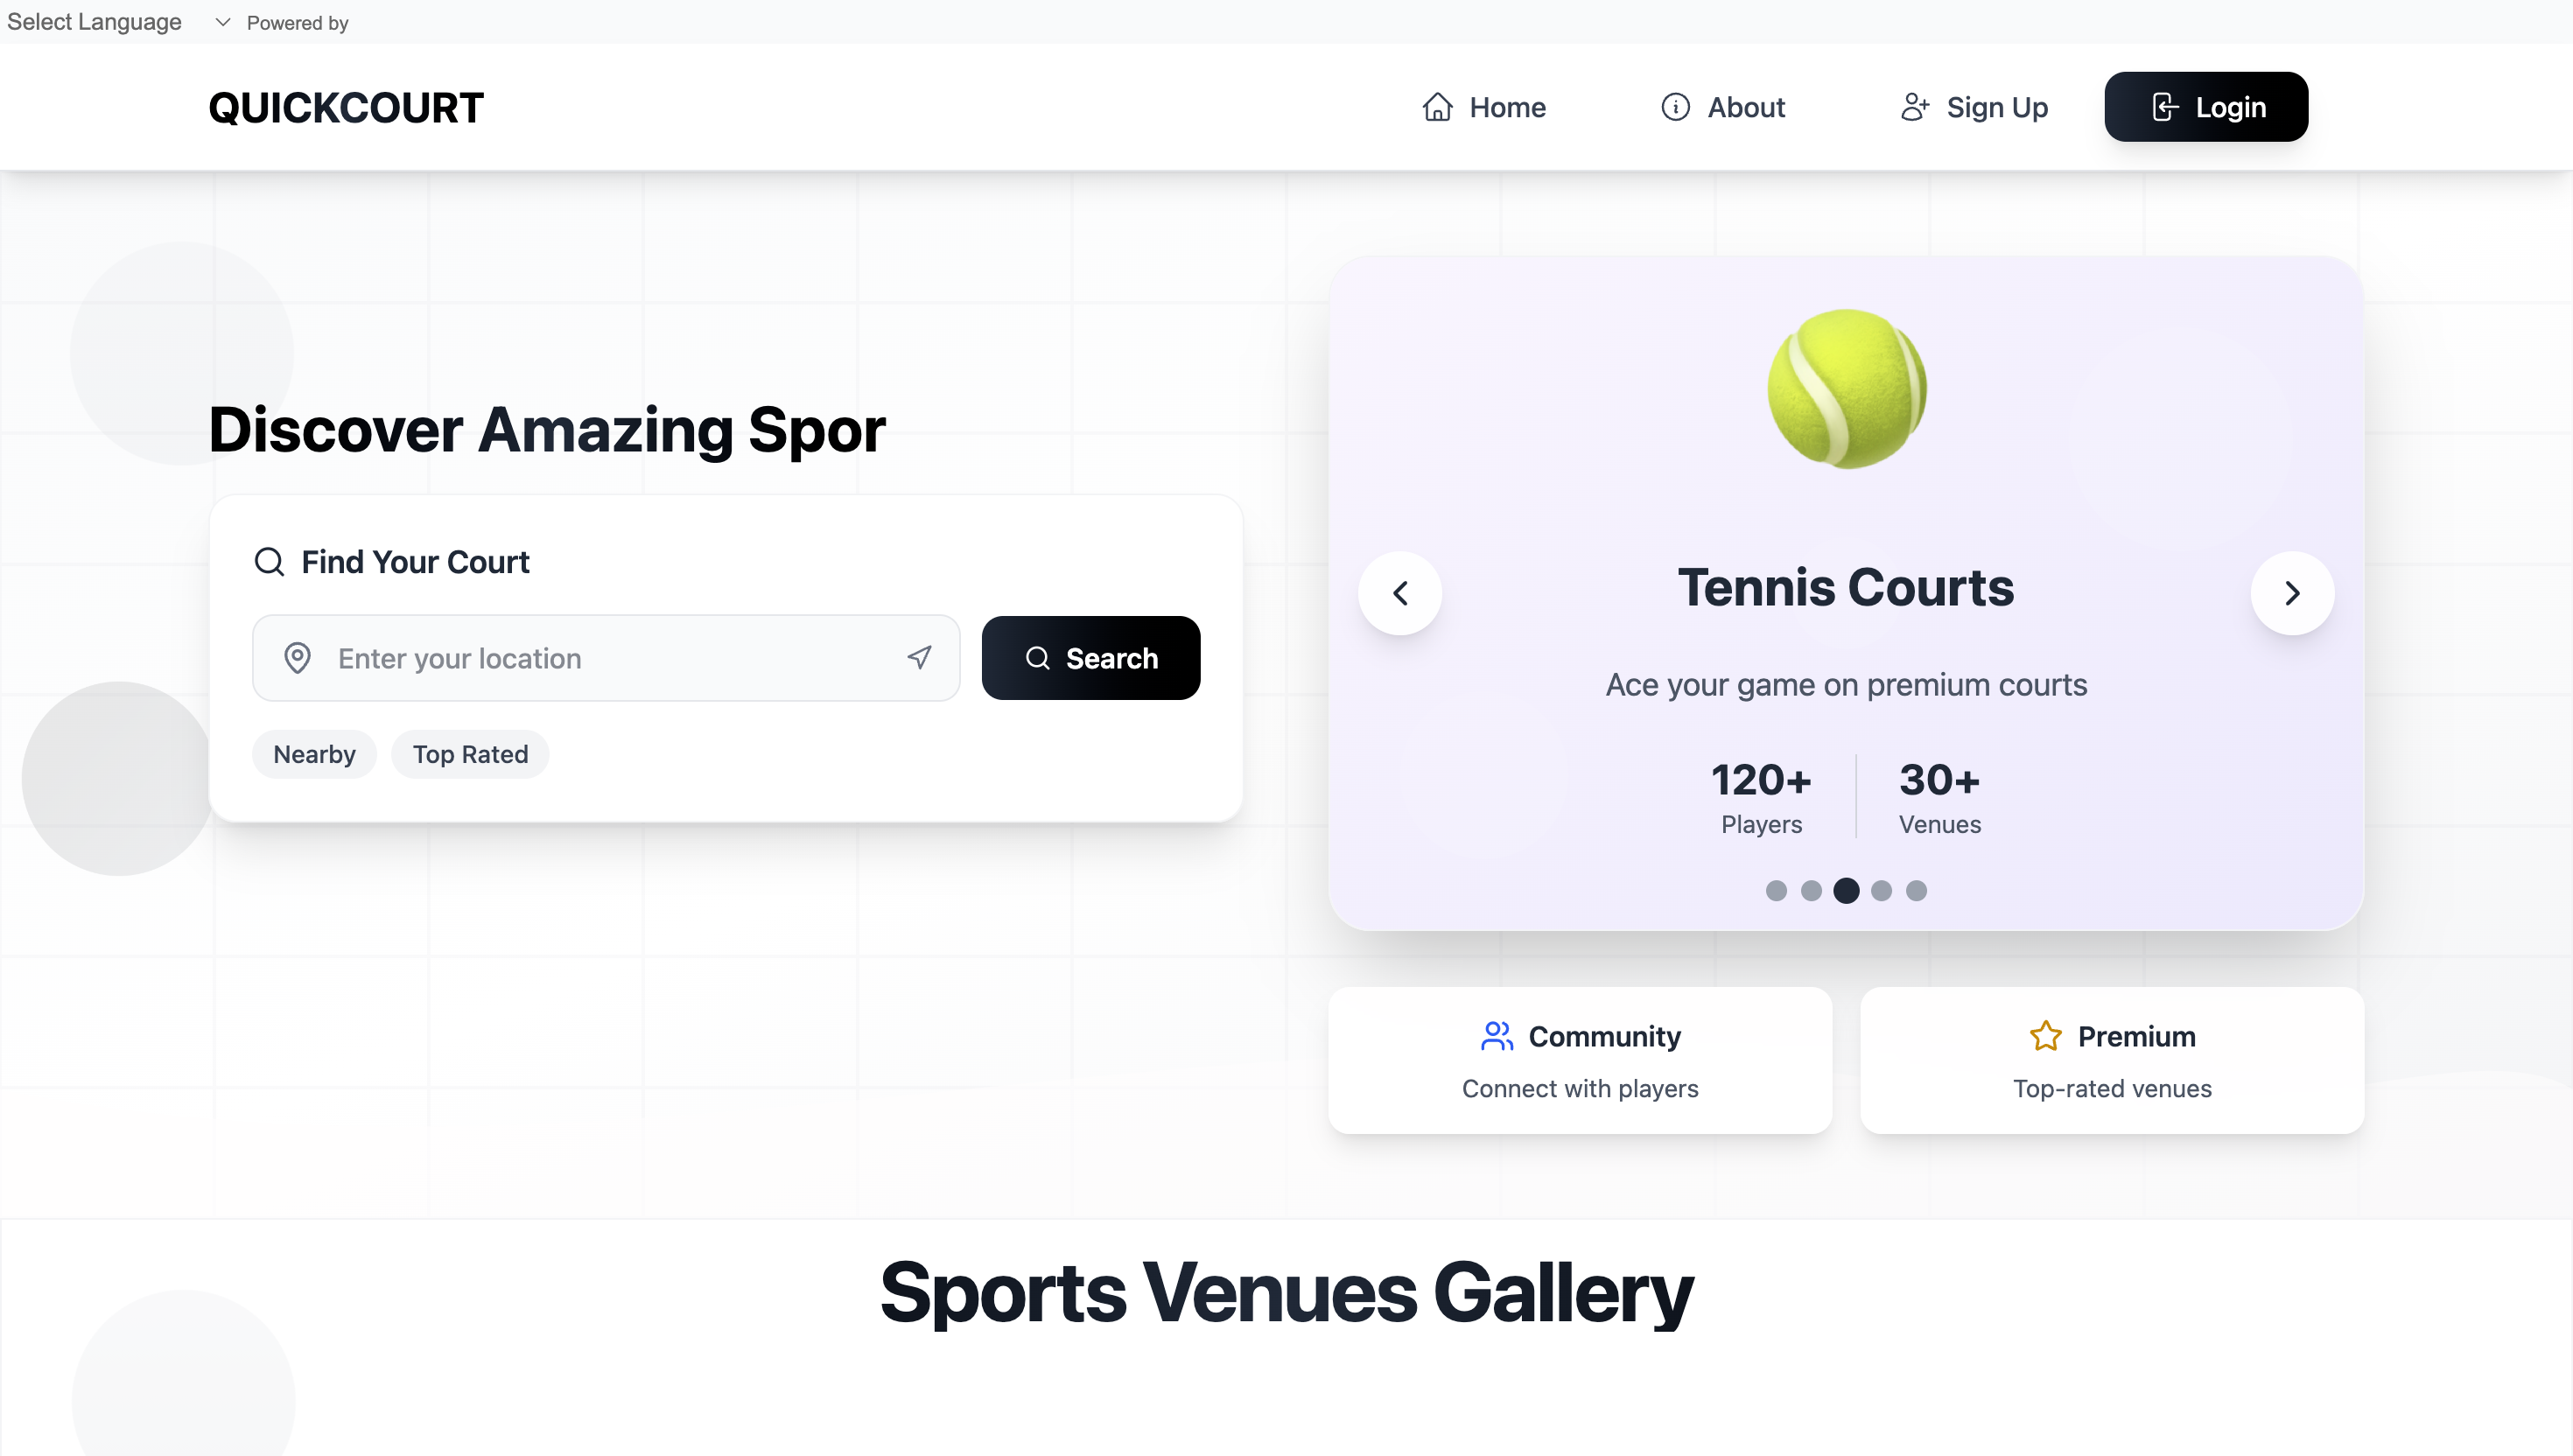 Select Language Powered by
QUICKCOURT
Home About Sign Up Login
Discover Amazing Spor
Find Your Court
Enter your location
Search
Nearby Top Rated
Tennis Courts
Ace your game on premium courts
120+ 30+
Players Venues
Community
Connect with players
Premium
Top-rated venues
Sports Venues Gallery